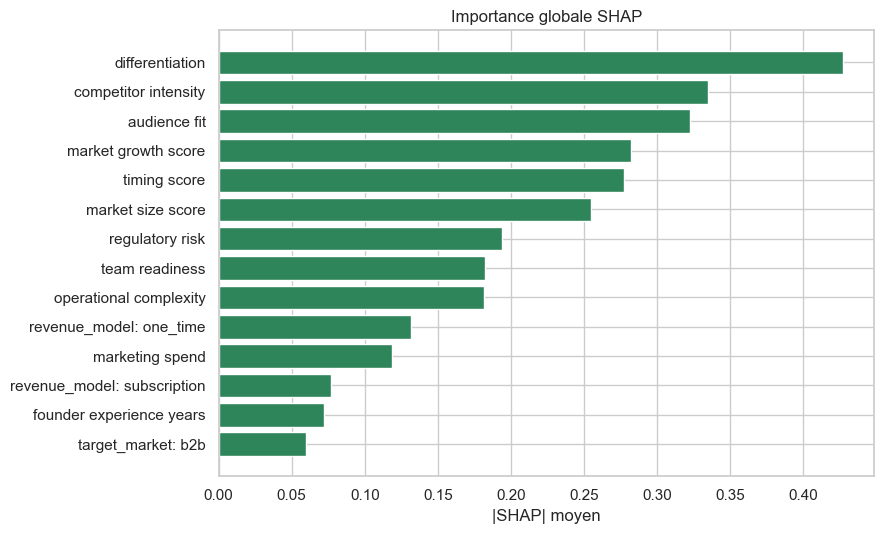 Importance globale SHAP
differentiation
competitor intensity
audience fit
market growth score
timing score
market size score
regulatory risk
team readiness
operational complexity
revenue_model: one_time
marketing spend
revenue_model: subscription
founder experience years
target_market: b2b
0.00 0.05 0.10 0.15 0.20 0.25 0.30 0.35 0.40
|SHAP| moyen